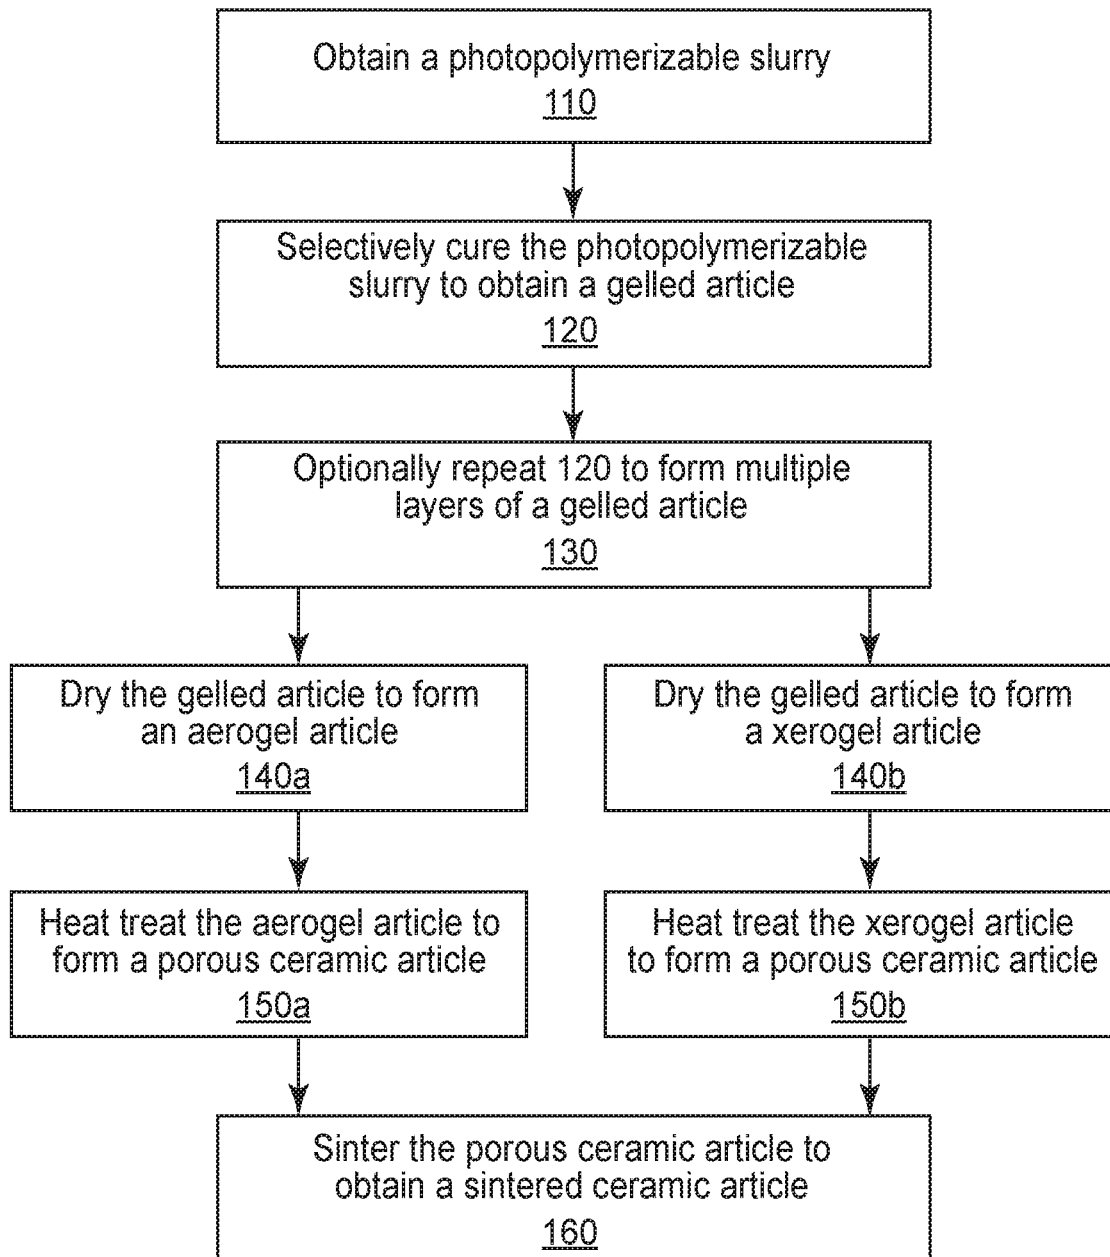 Obtain a photopolymerizable slurry
110
Selectively cure the photopolymerizable
slurry to obtain a gelled article
120
Optionally repeat 120 to form multiple
layers of a gelled article
130
Dry the gelled article to form
an aerogel article
140a
Dry the gelled article to form
a xerogel article
140b
Heat treat the aerogel article to
form a porous ceramic article
150a
Heat treat the xerogel article
to form a porous ceramic article
150b
Sinter the porous ceramic article to
obtain a sintered ceramic article
160